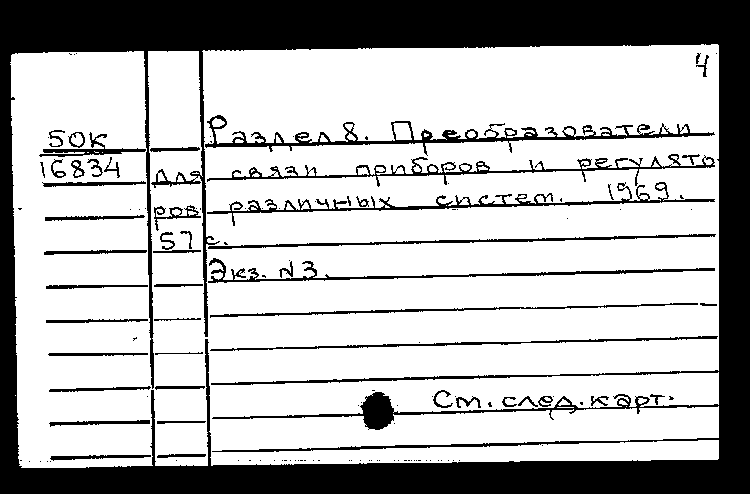 4
50К Раздел 8. Преобразователи
16834 для связи приборов и регулято
ров различных систем. 1969.
57 с.
Экз. №3.
См. след. карт.